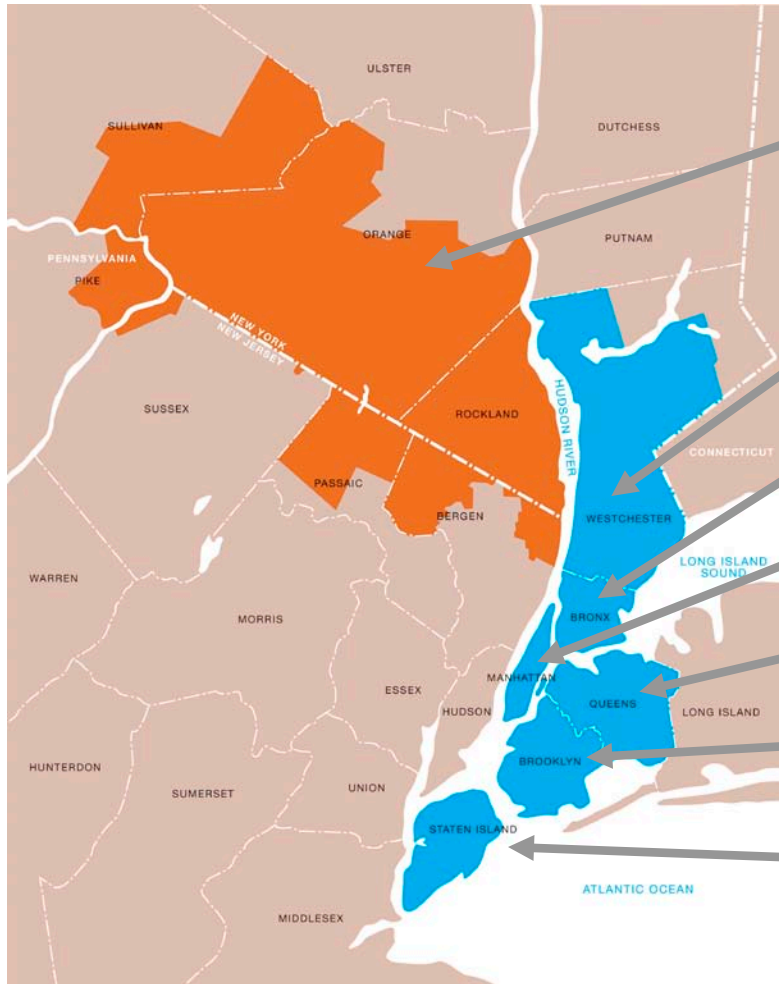 ULSTER
SULLIVAN
DUTCHESS
ORANGE
PUTNAM
PENNSYLVANIA
PIKE
NEW YORK
NEW JERSEY
SUSSEX
ROCKLAND
HUDSON RIVER
CONNECTICUT
PASSAIC
BERGEN
WESTCHESTER
LONG ISLAND
SOUND
WARREN
MORRIS
BRONX
MANHATTAN
ESSEX
QUEENS
HUDSON
LONG ISLAND
HUNTERDON
SUMERSET
UNION
BROOKLYN
STATEN ISLAND
ATLANTIC OCEAN
MIDDLESEX